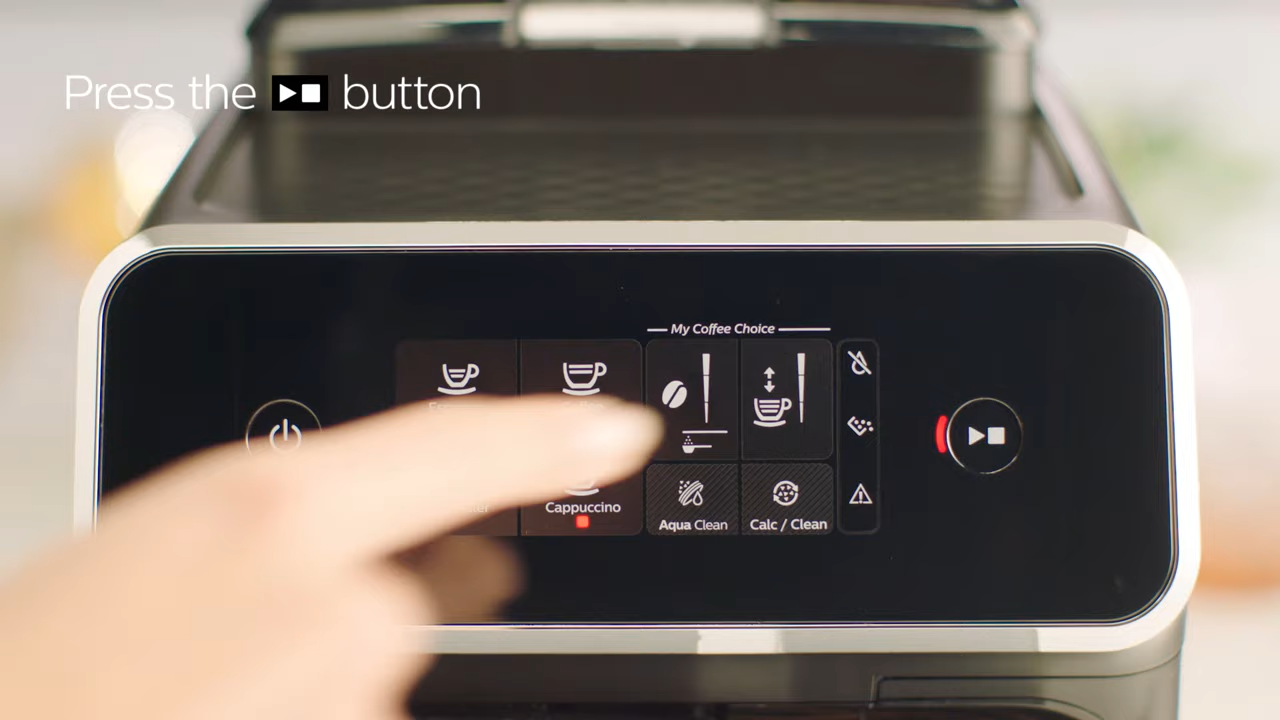 Press the button
My Coffee Choice
Cappuccino
Aqua Clean
Calc / Clean